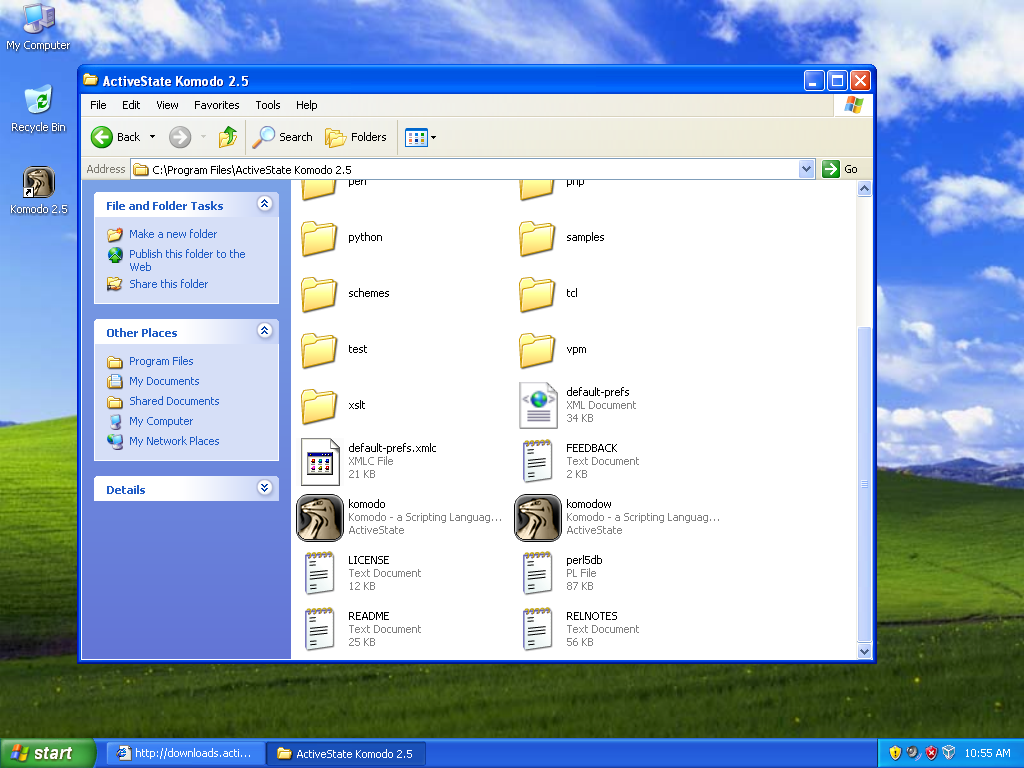 My Computer
Recycle Bin
Komodo 2.5
ActiveState Komodo 2.5
File Edit View Favorites Tools Help
Back Search Folders
Address C:\Program Files\ActiveState Komodo 2.5 Go
File and Folder Tasks
Make a new folder
Publish this folder to the
Web
Share this folder
Other Places
Program Files
My Documents
Shared Documents
My Computer
My Network Places
Details
php
python
samples
schemes
tcl
test
vpm
xslt
default-prefs
XML Document
34 KB
default-prefs.xmlc
XMLC File
21 KB
FEEDBACK
Text Document
2 KB
komodo
Komodo - a Scripting Languag...
ActiveState
komodow
Komodo - a Scripting Languag...
ActiveState
LICENSE
Text Document
12 KB
perl5db
PL File
87 KB
README
Text Document
25 KB
RELNOTES
Text Document
56 KB
start
http://downloads.acti...
ActiveState Komodo 2.5
10:55 AM